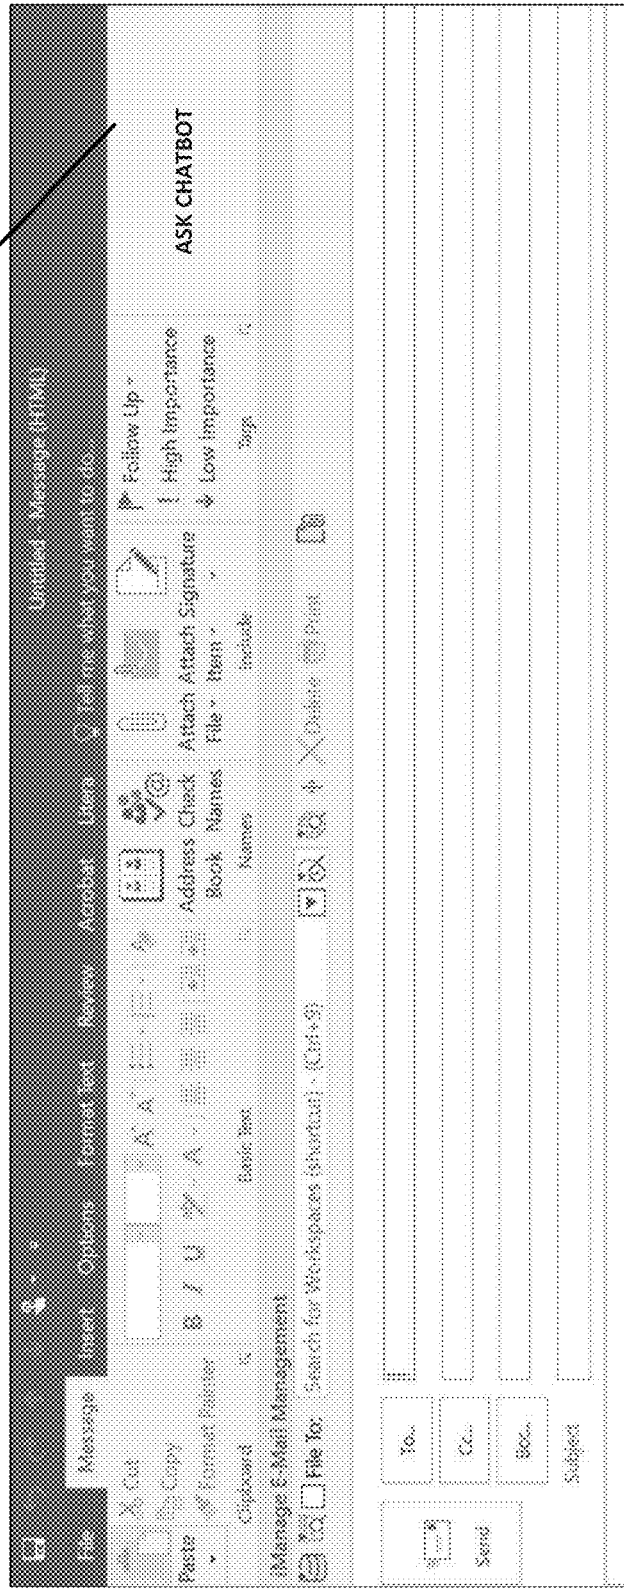 Untitled - Message (HTML)
File Message Insert Options Format Text Review Acrobat Litera Tell me what you want to do
Cut
Copy
Format Painter
Paste
Clipboard
B I U A
A A
Basic Text
Address Book
Check Names
Names
Attach File
Attach Item
Signature
Include
Follow Up
! High Importance
Low Importance
Tags
ASK CHATBOT
iManage E-Mail Management
File To: Search for Workspaces (shortcut) - (Ctrl+9) Delete Print
Send
To...
Cc...
Bcc...
Subject